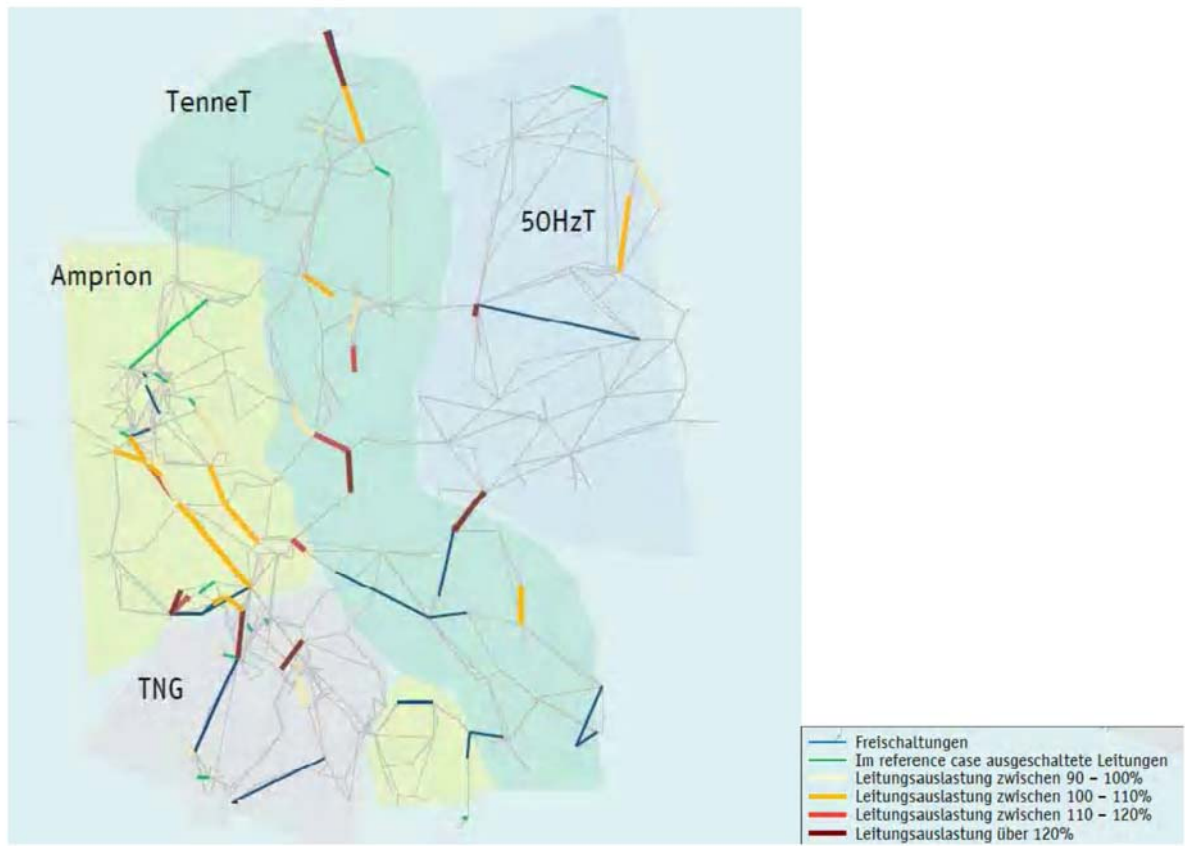 TenneT
50HzT
Amprion
TNG
Freischaltungen
Im reference case ausgeschaltete Leitungen
Leitungsauslastung zwischen 90 – 100%
Leitungsauslastung zwischen 100 – 110%
Leitungsauslastung zwischen 110 – 120%
Leitungsauslastung über 120%